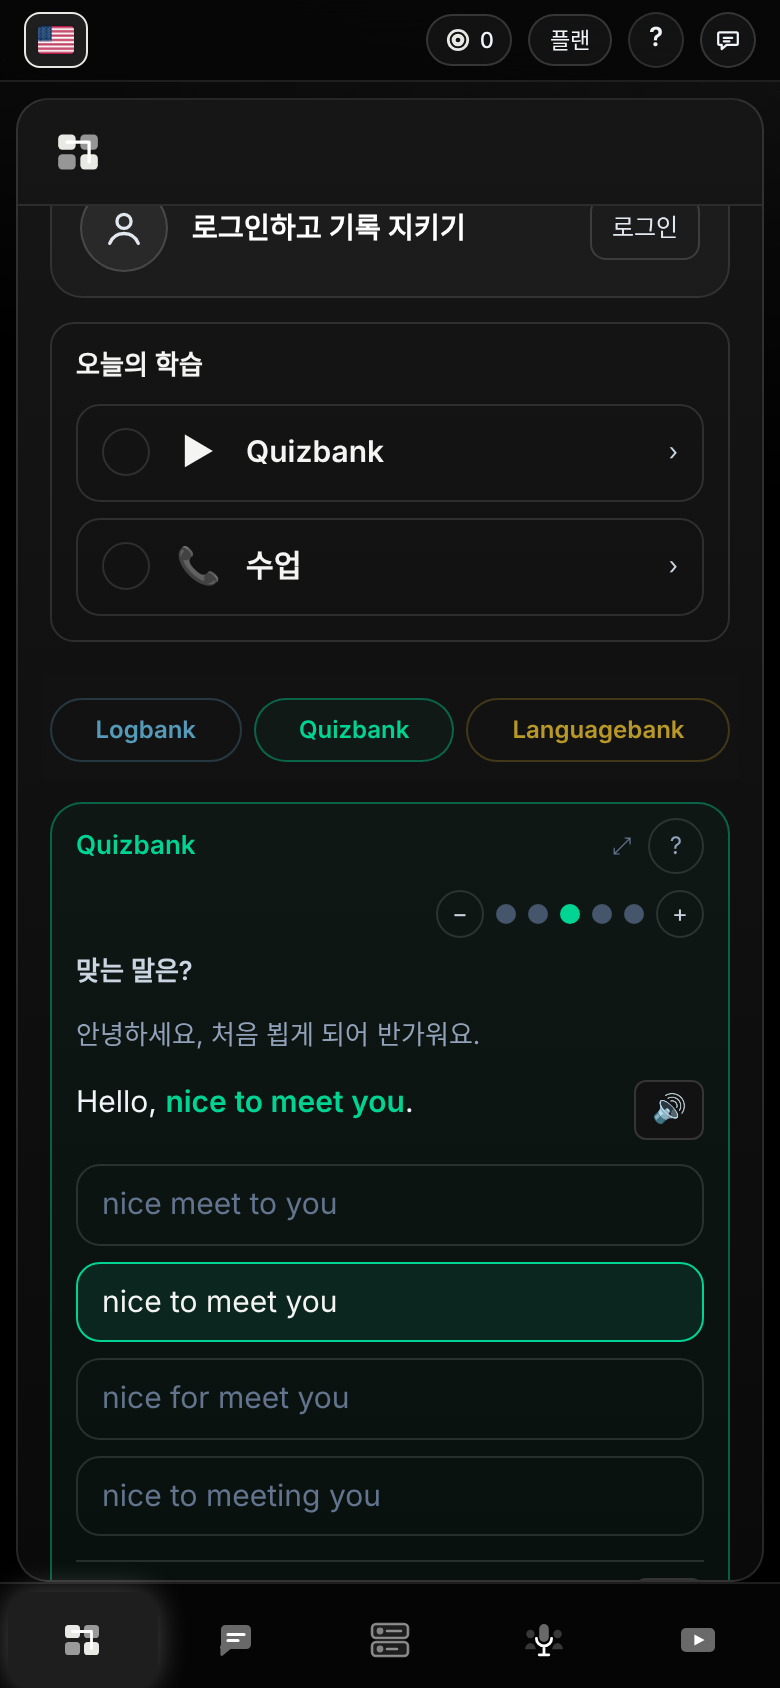 0
플랜
?
로그인하고 기록 지키기
로그인
오늘의 학습
Quizbank
›
수업
›
Logbank
Quizbank
Languagebank
Quizbank
?
−
+
맞는 말은?
안녕하세요, 처음 뵙게 되어 반가워요.
Hello, nice to meet you.
nice meet to you
nice to meet you
nice for meet you
nice to meeting you